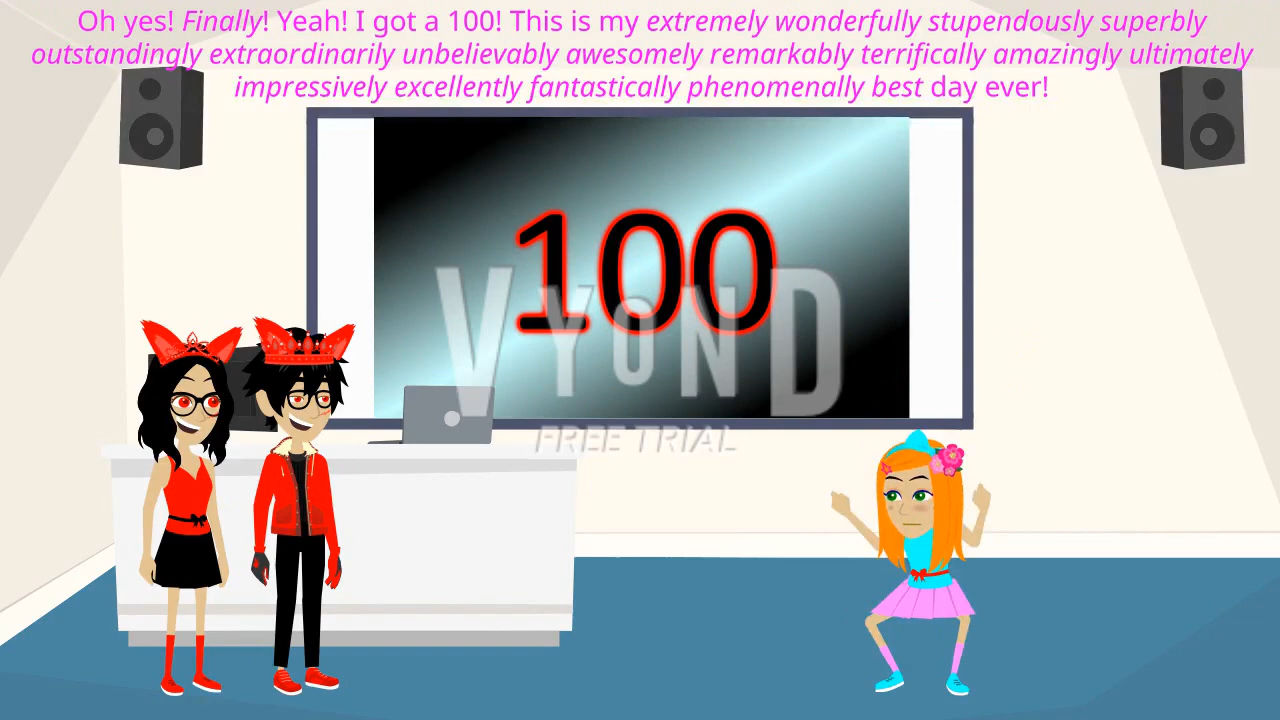 Oh yes! Finally! Yeah! I got a 100! This is my extremely wonderfully stupendously superbly
outstandingly extraordinarily unbelievably awesomely remarkably terrifically amazingly ultimately
impressively excellently fantastically phenomenally best day ever!
100
VYOND
FREE TRIAL